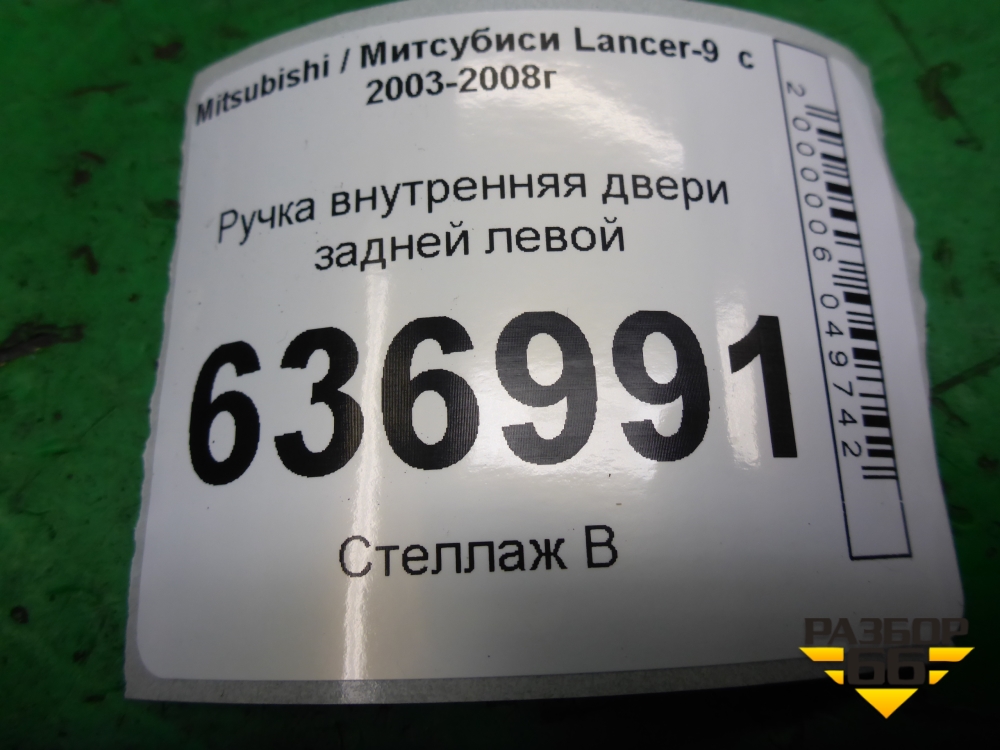 Mitsubishi / Митсубиси Lancer-9 с
2003-2008г
Ручка внутренняя двери
задней левой
636991
Стеллаж В
2000006049742
РАЗБОР
66